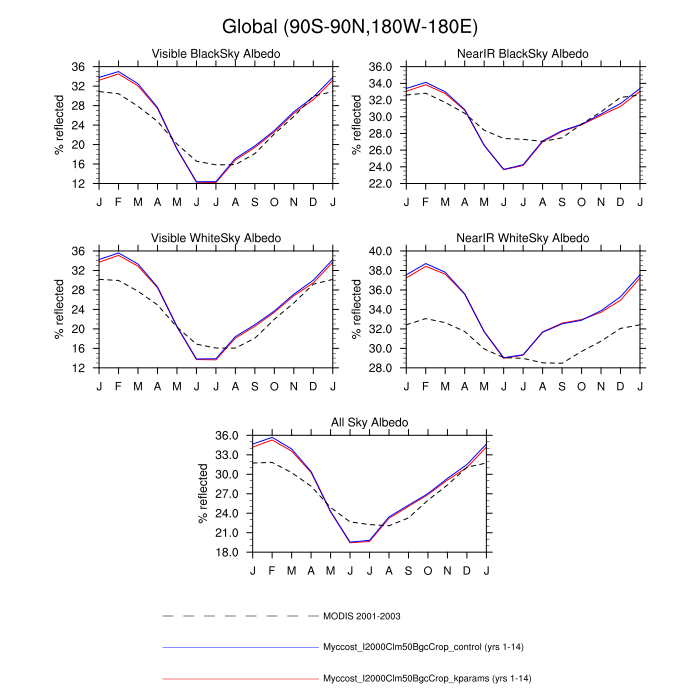 Global (90S-90N,180W-180E)
Visible BlackSky Albedo
NearIR BlackSky Albedo
% reflected
36
32
28
24
20
16
12
J F M A M J J A S O N D J
36.0
34.0
32.0
30.0
28.0
26.0
24.0
22.0
J F M A M J J A S O N D J
Visible WhiteSky Albedo
NearIR WhiteSky Albedo
% reflected
36
32
28
24
20
16
12
J F M A M J J A S O N D J
40.0
38.0
36.0
34.0
32.0
30.0
28.0
J F M A M J J A S O N D J
All Sky Albedo
% reflected
36.0
33.0
30.0
27.0
24.0
21.0
18.0
J F M A M J J A S O N D J
MODIS 2001-2003
Myccost_I2000Clm50BgcCrop_control (yrs 1-14)
Myccost_I2000Clm50BgcCrop_kparams (yrs 1-14)